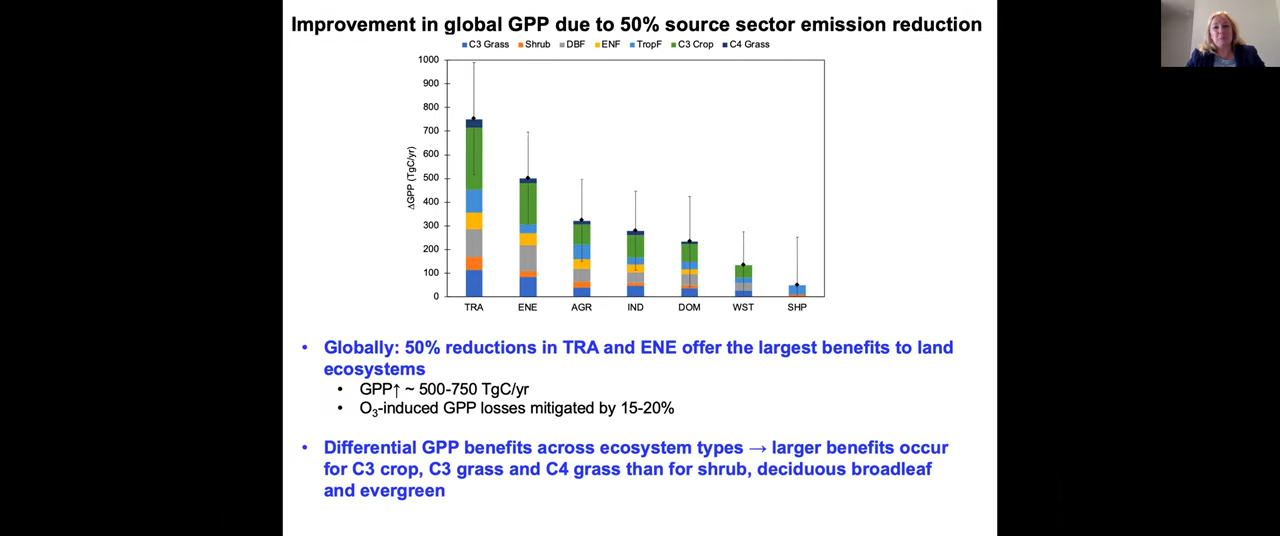 Improvement in global GPP due to 50% source sector emission reduction
C3 Grass Shrub DBF ENF TropF C3 Crop C4 Grass
1000
900
800
700
600
500
400
300
200
100
0
ΔGPP (TgC/yr)
TRA ENE AGR IND DOM WST SHP
• Globally: 50% reductions in TRA and ENE offer the largest benefits to land
ecosystems
• GPP↑ ~ 500-750 TgC/yr
• O₃-induced GPP losses mitigated by 15-20%
• Differential GPP benefits across ecosystem types → larger benefits occur
for C3 crop, C3 grass and C4 grass than for shrub, deciduous broadleaf
and evergreen